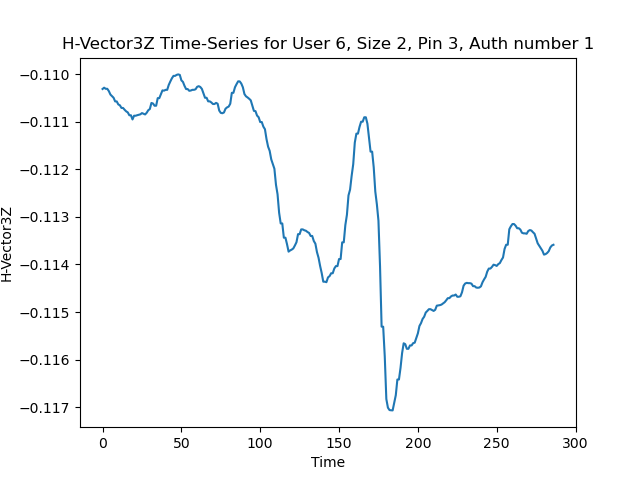 H-Vector3Z Time-Series for User 6, Size 2, Pin 3, Auth number 1
H-Vector3Z
−0.110
−0.111
−0.112
−0.113
−0.114
−0.115
−0.116
−0.117
0 50 100 150 200 250 300
Time